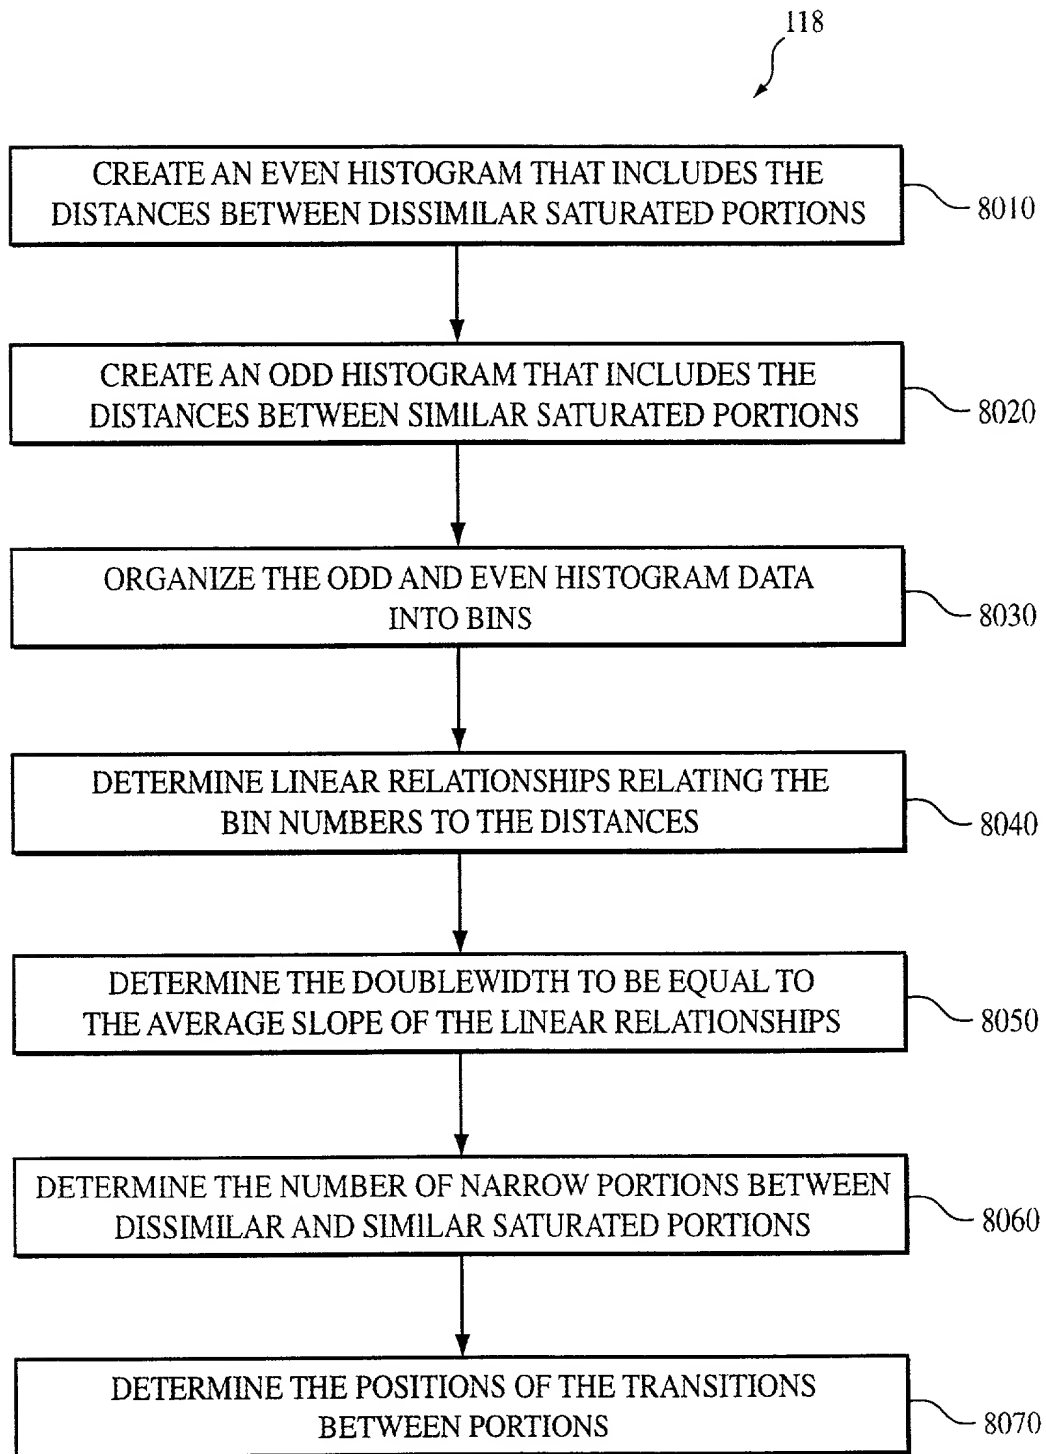 118
CREATE AN EVEN HISTOGRAM THAT INCLUDES THE
DISTANCES BETWEEN DISSIMILAR SATURATED PORTIONS
8010
CREATE AN ODD HISTOGRAM THAT INCLUDES THE
DISTANCES BETWEEN SIMILAR SATURATED PORTIONS
8020
ORGANIZE THE ODD AND EVEN HISTOGRAM DATA
INTO BINS
8030
DETERMINE LINEAR RELATIONSHIPS RELATING THE
BIN NUMBERS TO THE DISTANCES
8040
DETERMINE THE DOUBLEWIDTH TO BE EQUAL TO
THE AVERAGE SLOPE OF THE LINEAR RELATIONSHIPS
8050
DETERMINE THE NUMBER OF NARROW PORTIONS BETWEEN
DISSIMILAR AND SIMILAR SATURATED PORTIONS
8060
DETERMINE THE POSITIONS OF THE TRANSITIONS
BETWEEN PORTIONS
8070